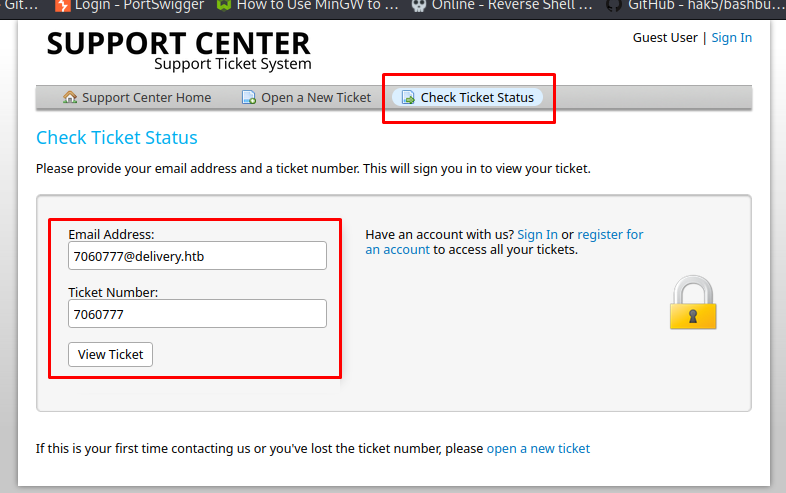 Git... Login - PortSwigger How to Use MinGW to ... Online - Reverse Shell ... GitHub - hak5/bashbu...
SUPPORT CENTER
Support Ticket System
Guest User | Sign In
Support Center Home Open a New Ticket Check Ticket Status
Check Ticket Status
Please provide your email address and a ticket number. This will sign you in to view your ticket.
Email Address:
7060777@delivery.htb
Ticket Number:
7060777
View Ticket
Have an account with us? Sign In or register for
an account to access all your tickets.
If this is your first time contacting us or you've lost the ticket number, please open a new ticket